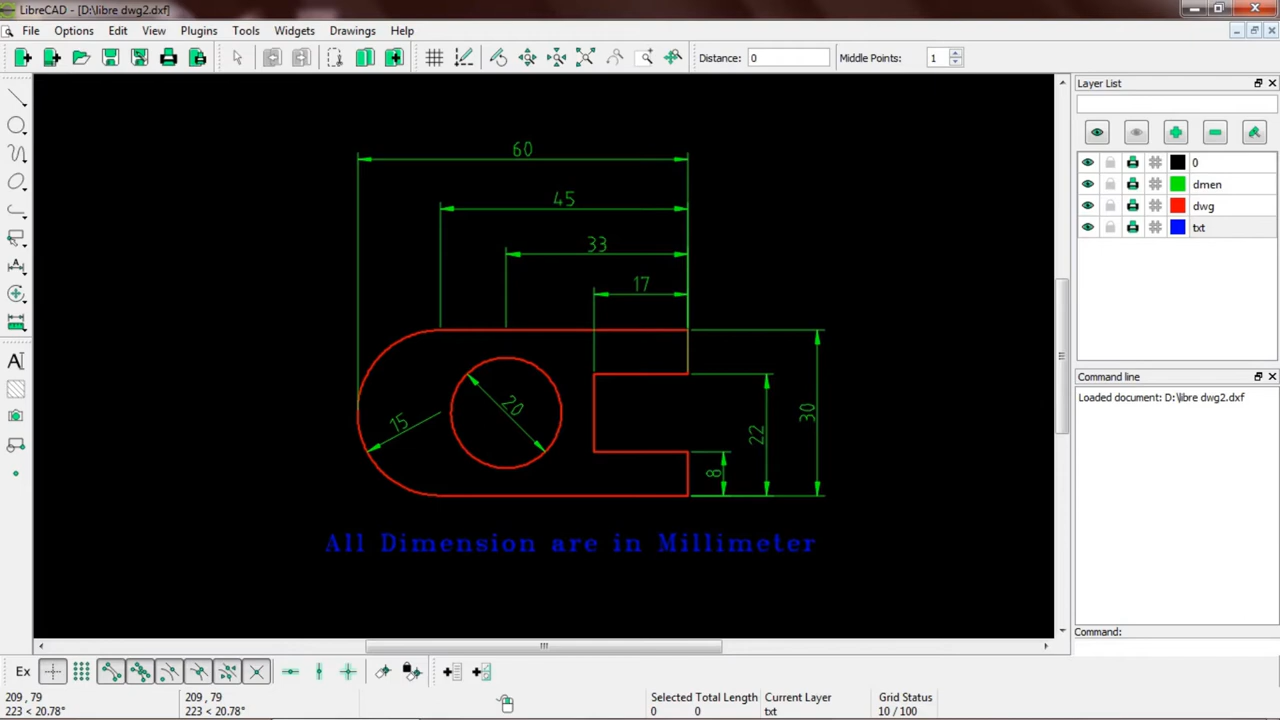 LibreCAD - [D:\libre dwg2.dxf]
File Options Edit View Plugins Tools Widgets Drawings Help
Distance: 0 Middle Points: 1
Layer List
0
dmen
dwg
txt
Command line
Loaded document: D:\libre dwg2.dxf
Command:
60
45
33
17
15
20
22
30
8
All Dimension are in Millimeter
Ex
209 , 79 209 , 79 Selected Total Length Current Layer Grid Status
223 < 20.78° 223 < 20.78° 0 0 txt 10 / 100